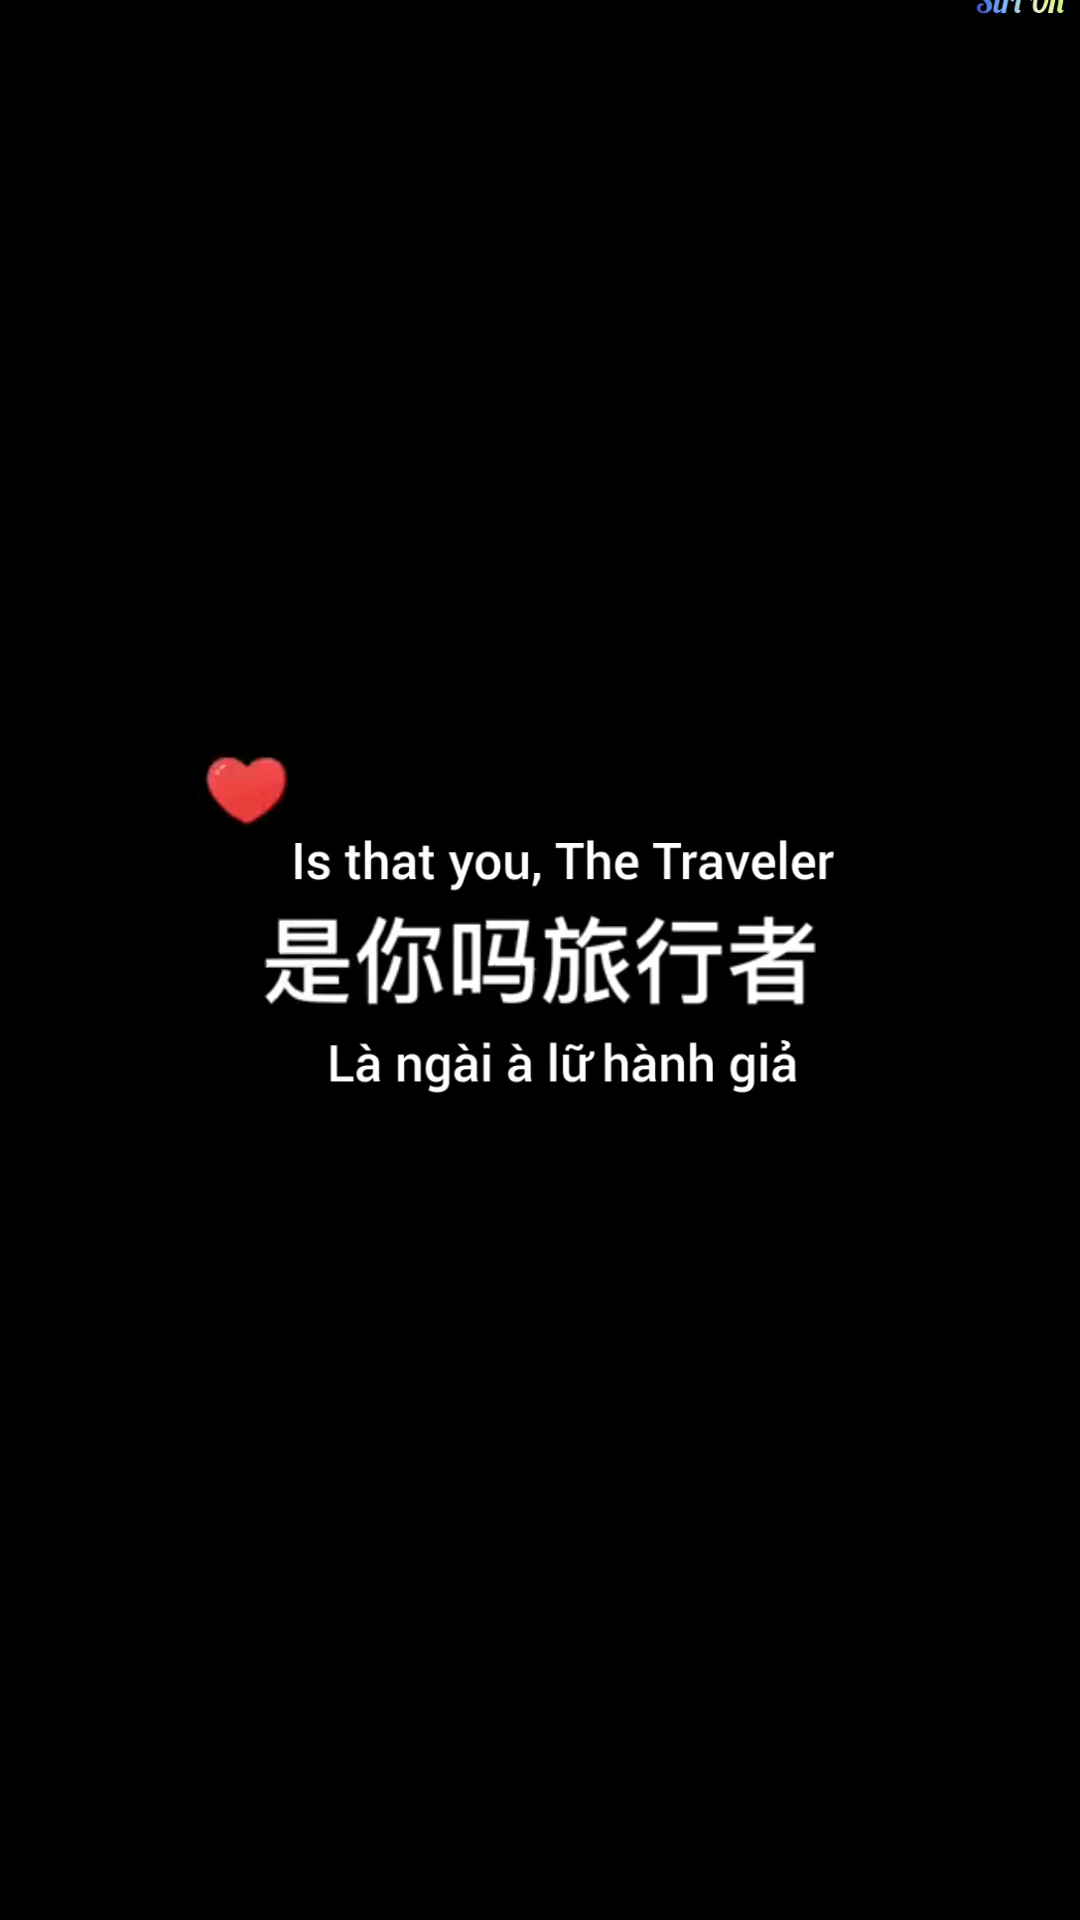 Is that you, The Traveler
是你吗旅行者
Là ngài à lữ hành giả